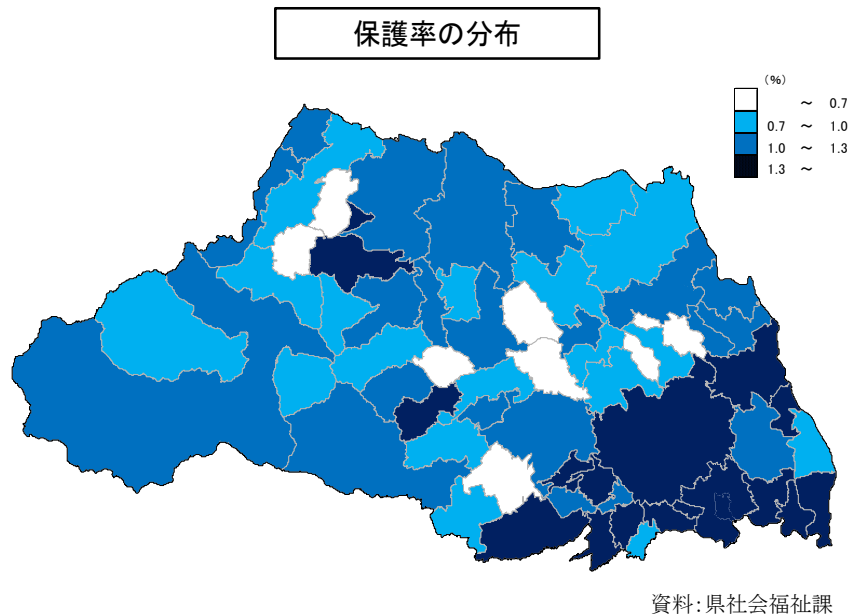 保護率の分布
(%)
～ 0.7
0.7 ～ 1.0
1.0 ～ 1.3
1.3 ～
資料:県社会福祉課